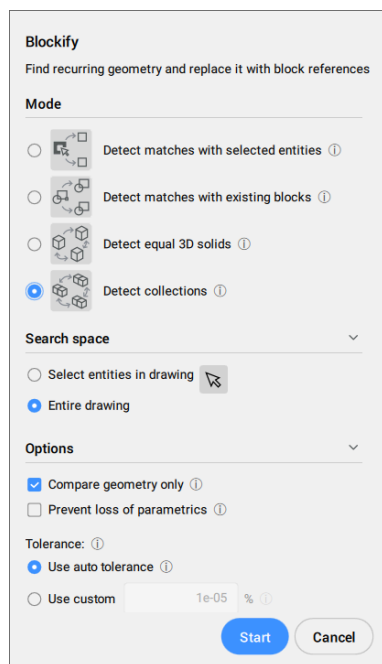 Blockify
Find recurring geometry and replace it with block references
Mode
Detect matches with selected entities
Detect matches with existing blocks
Detect equal 3D solids
Detect collections
Search space
Select entities in drawing
Entire drawing
Options
Compare geometry only
Prevent loss of parametrics
Tolerance:
Use auto tolerance
Use custom 1e-05 %
Start Cancel